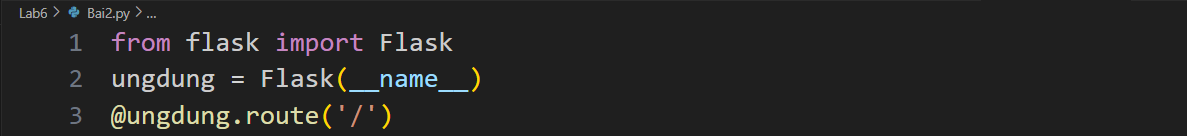 Lab6 > Bai2.py > ...
1 from flask import Flask
2 ungdung = Flask(__name__)
3 @ungdung.route('/')